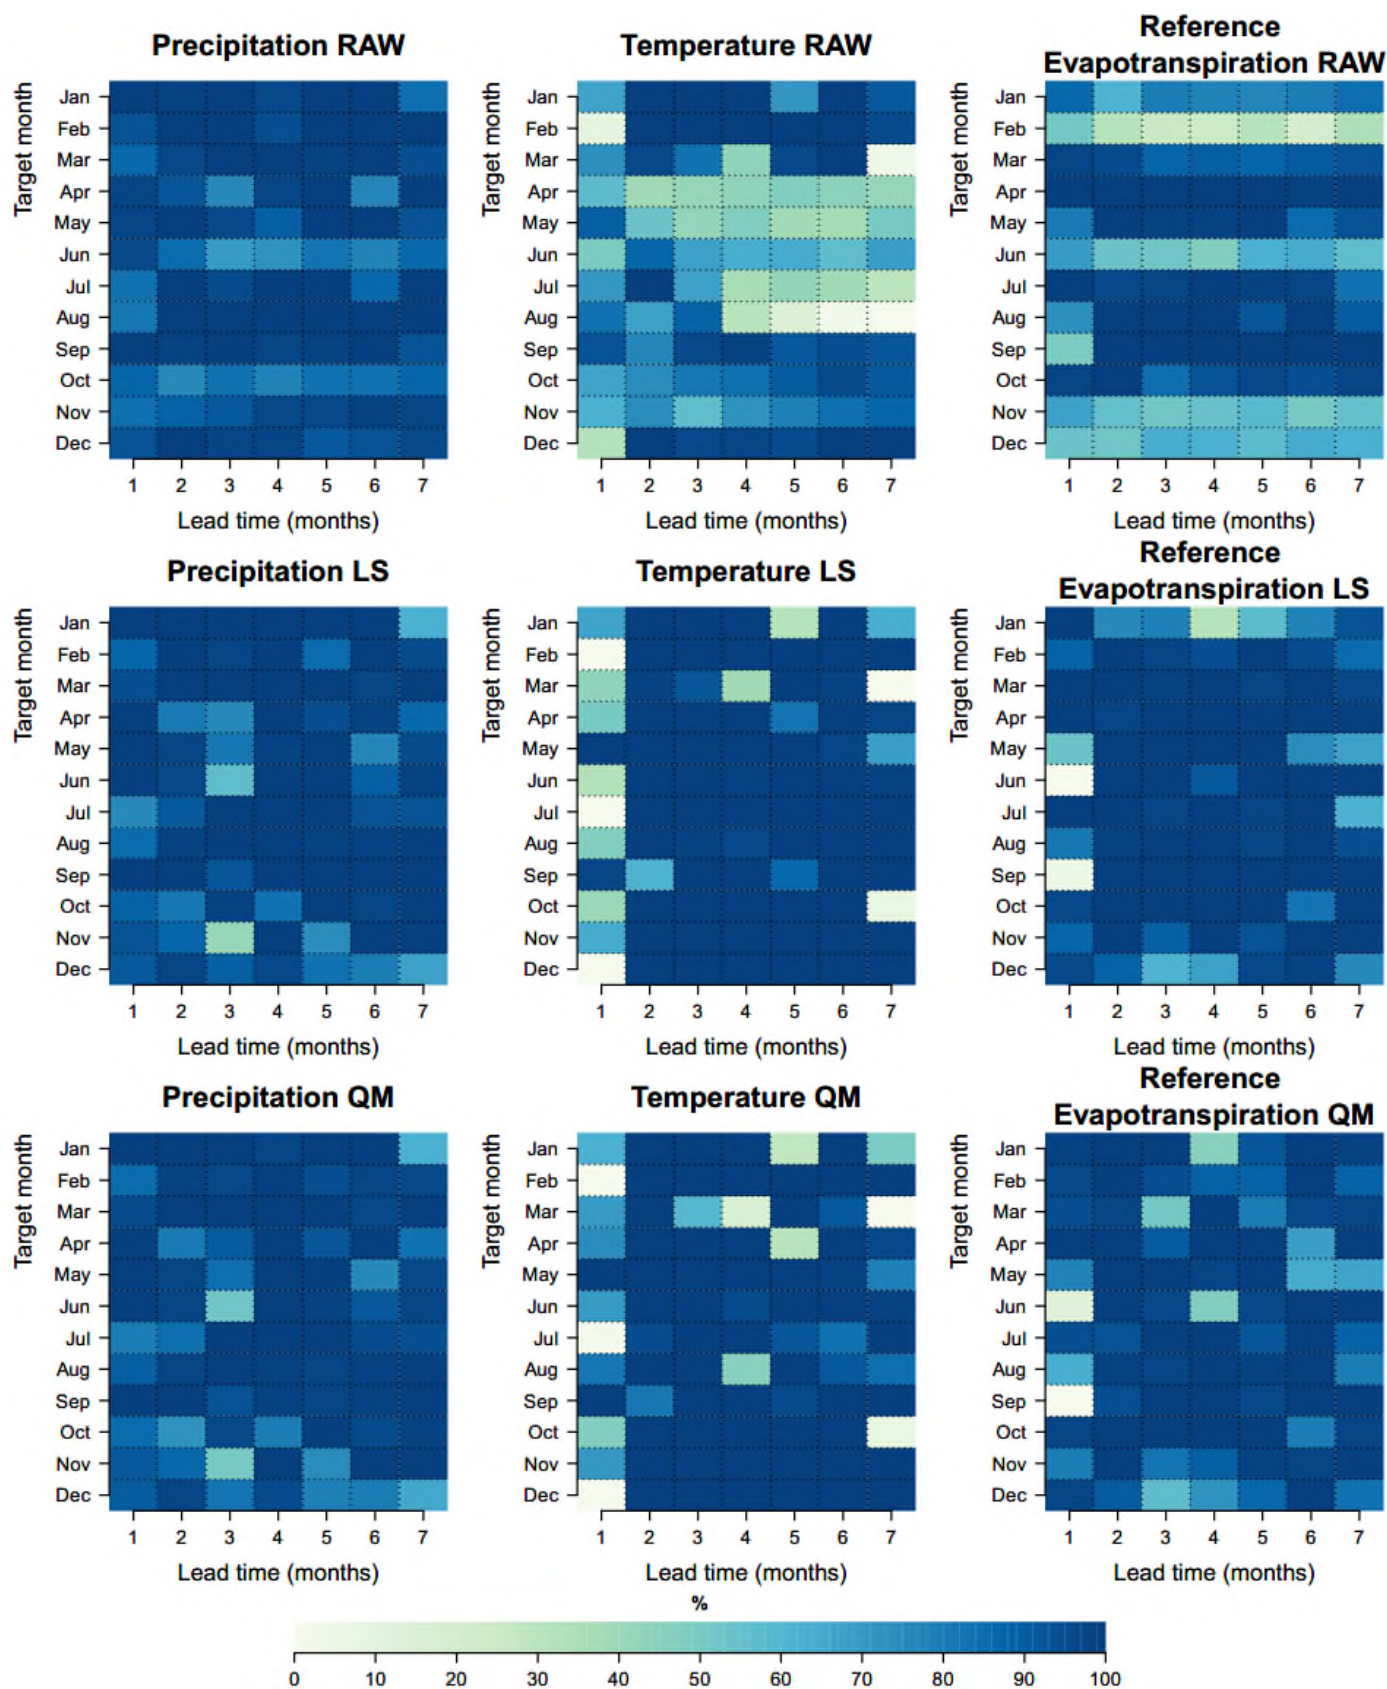 Precipitation RAW
Target month
Jan
Feb
Mar
Apr
May
Jun
Jul
Aug
Sep
Oct
Nov
Dec
1 2 3 4 5 6 7
Lead time (months)
Temperature RAW
Target month
Jan
Feb
Mar
Apr
May
Jun
Jul
Aug
Sep
Oct
Nov
Dec
1 2 3 4 5 6 7
Lead time (months)
Reference
Evapotranspiration RAW
Target month
Jan
Feb
Mar
Apr
May
Jun
Jul
Aug
Sep
Oct
Nov
Dec
1 2 3 4 5 6 7
Lead time (months)
Precipitation LS
Target month
Jan
Feb
Mar
Apr
May
Jun
Jul
Aug
Sep
Oct
Nov
Dec
1 2 3 4 5 6 7
Lead time (months)
Temperature LS
Target month
Jan
Feb
Mar
Apr
May
Jun
Jul
Aug
Sep
Oct
Nov
Dec
1 2 3 4 5 6 7
Lead time (months)
Reference
Evapotranspiration LS
Target month
Jan
Feb
Mar
Apr
May
Jun
Jul
Aug
Sep
Oct
Nov
Dec
1 2 3 4 5 6 7
Lead time (months)
Precipitation QM
Target month
Jan
Feb
Mar
Apr
May
Jun
Jul
Aug
Sep
Oct
Nov
Dec
1 2 3 4 5 6 7
Lead time (months)
Temperature QM
Target month
Jan
Feb
Mar
Apr
May
Jun
Jul
Aug
Sep
Oct
Nov
Dec
1 2 3 4 5 6 7
Lead time (months)
Reference
Evapotranspiration QM
Target month
Jan
Feb
Mar
Apr
May
Jun
Jul
Aug
Sep
Oct
Nov
Dec
1 2 3 4 5 6 7
Lead time (months)
%
0 10 20 30 40 50 60 70 80 90 100